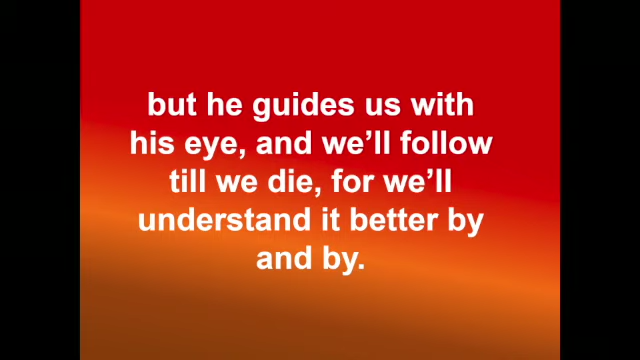 but he guides us with
his eye, and we’ll follow
till we die, for we’ll
understand it better by
and by.